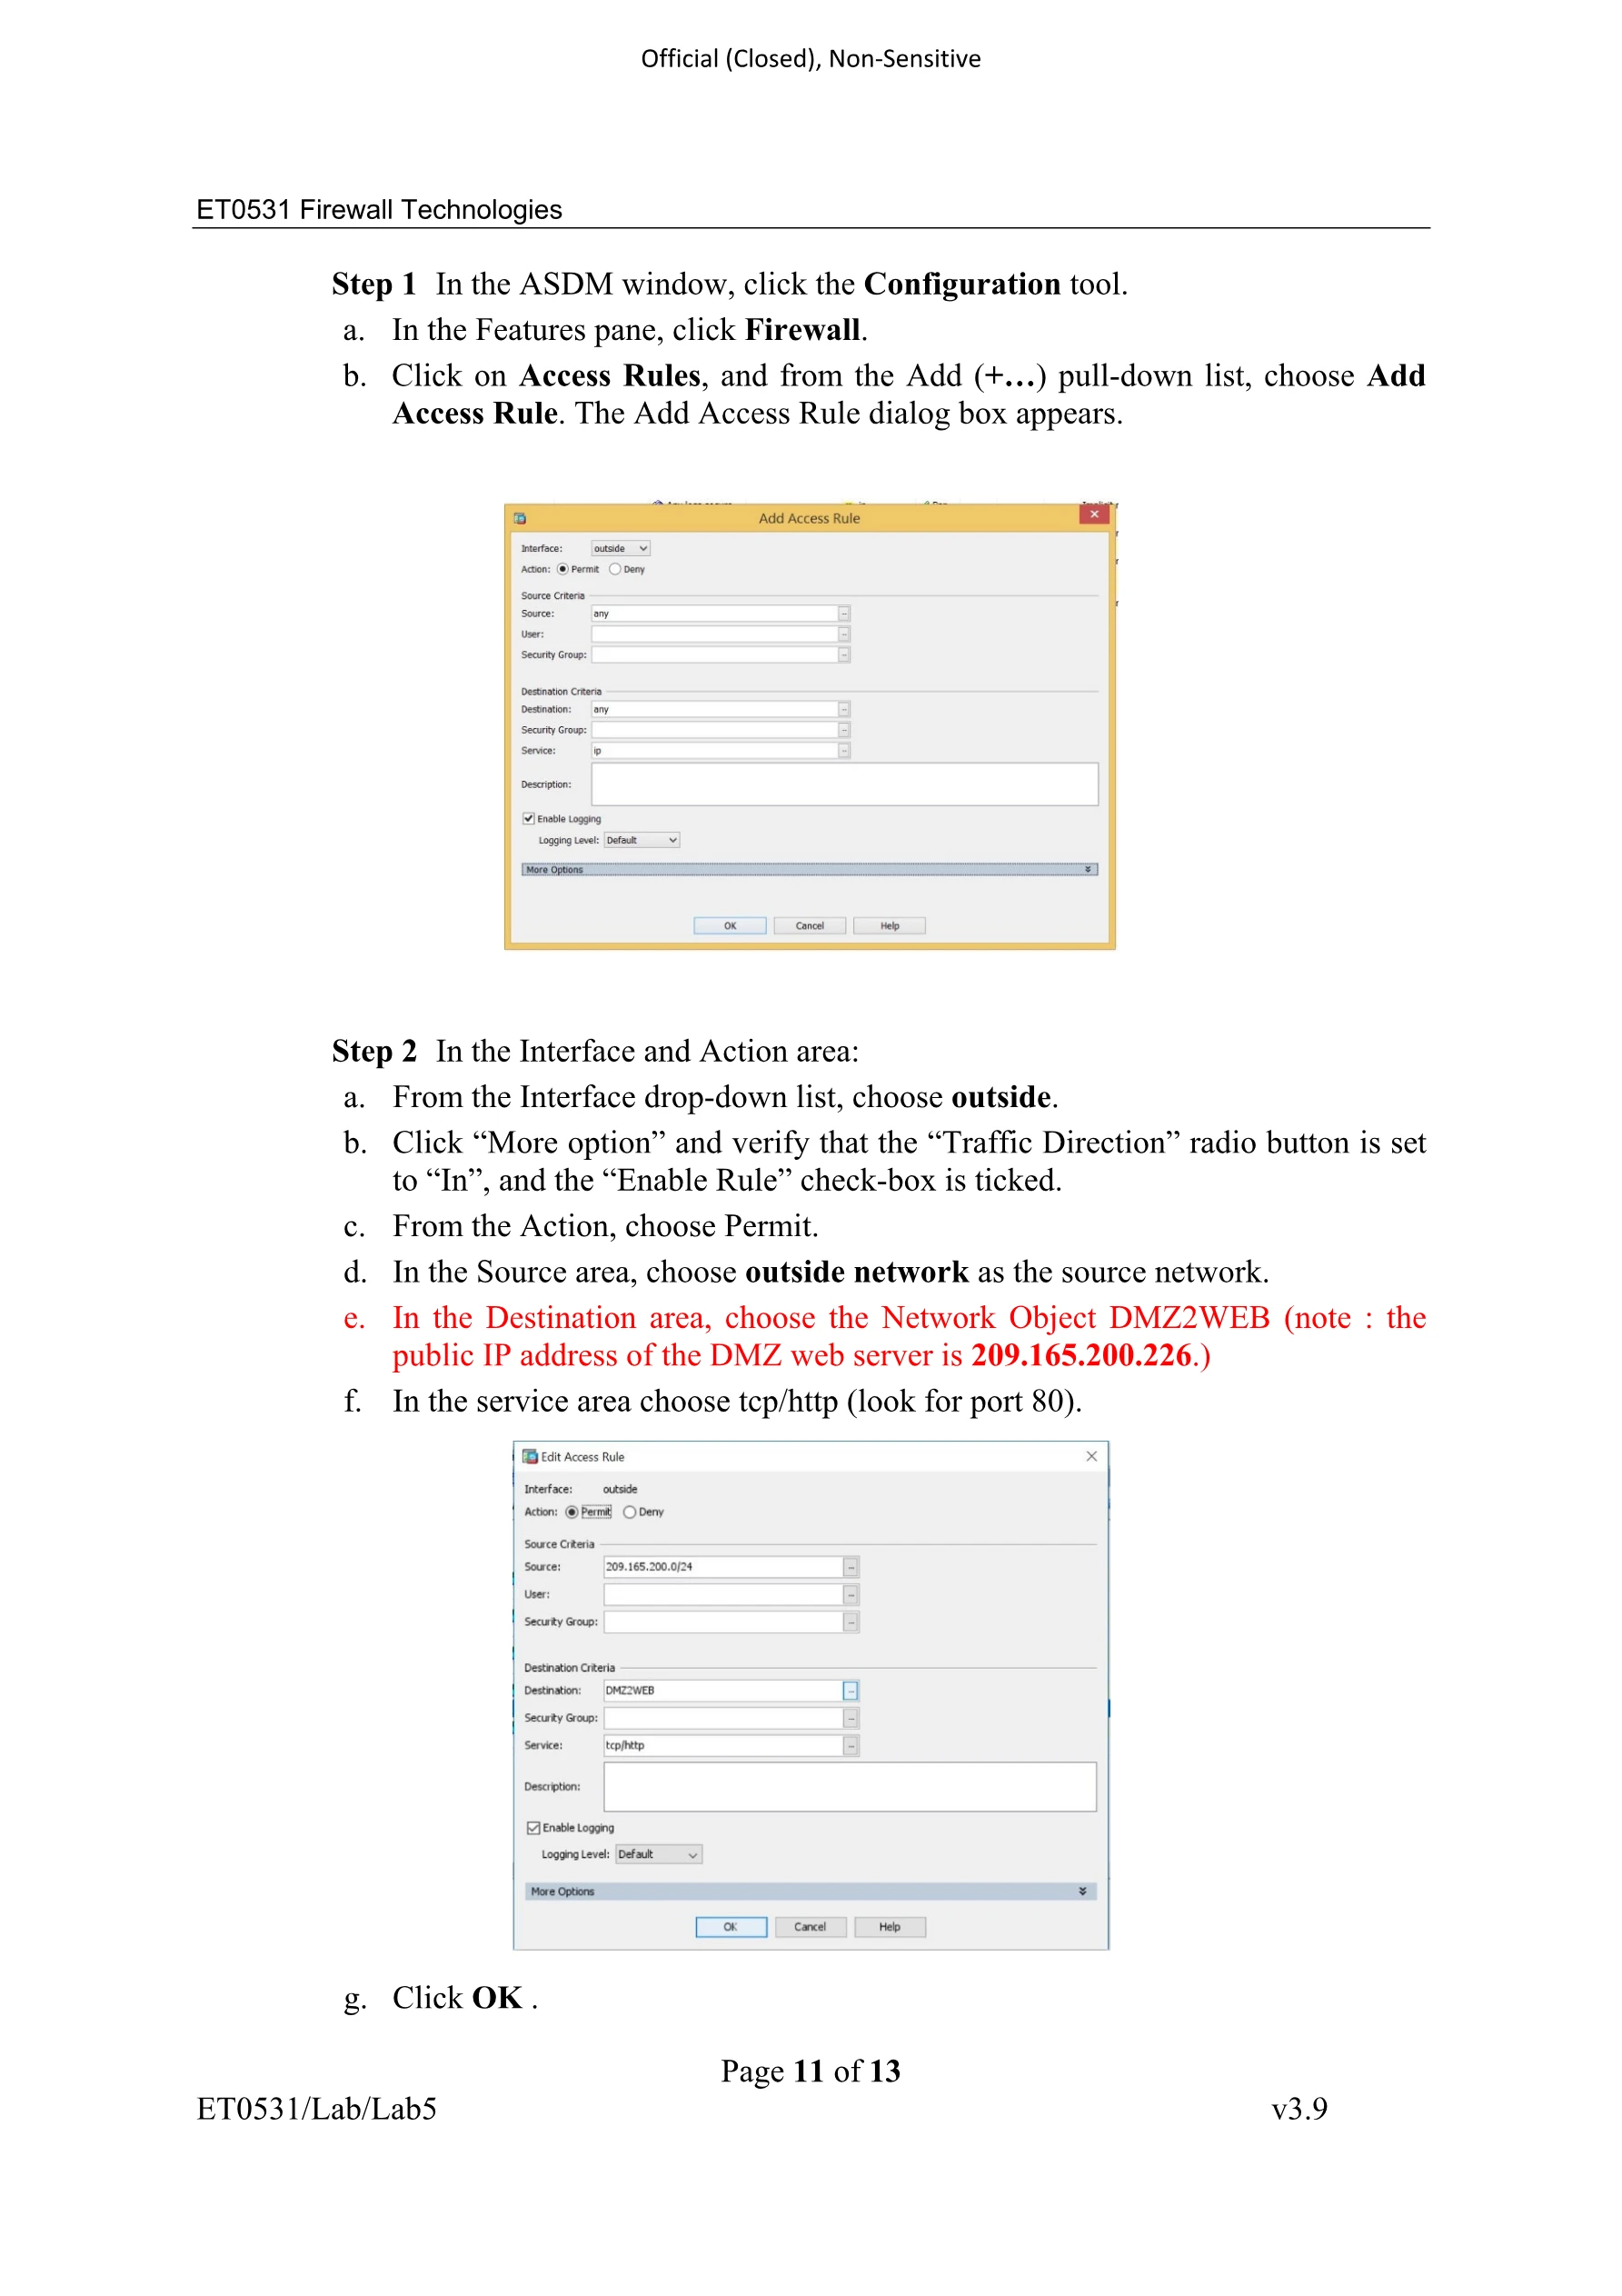 Official (Closed), Non-Sensitive
ET0531 Firewall Technologies
Step 1 In the ASDM window, click the Configuration tool.
a. In the Features pane, click Firewall.
b. Click on Access Rules, and from the Add (+…) pull-down list, choose Add
Access Rule. The Add Access Rule dialog box appears.
Add Access Rule
Interface: outside
Action: Permit Deny
Source Criteria
Source: any
User:
Security Group:
Destination Criteria
Destination: any
Security Group:
Service: ip
Description:
Enable Logging
Logging Level: Default
More Options
OK Cancel Help
Step 2 In the Interface and Action area:
a. From the Interface drop-down list, choose outside.
b. Click “More option” and verify that the “Traffic Direction” radio button is set
to “In”, and the “Enable Rule” check-box is ticked.
c. From the Action, choose Permit.
d. In the Source area, choose outside network as the source network.
e. In the Destination area, choose the Network Object DMZ2WEB (note : the
public IP address of the DMZ web server is 209.165.200.226.)
f. In the service area choose tcp/http (look for port 80).
Edit Access Rule
Interface: outside
Action: Permit Deny
Source Criteria
Source: 209.165.200.0/24
User:
Security Group:
Destination Criteria
Destination: DMZ2WEB
Security Group:
Service: tcp/http
Description:
Enable Logging
Logging Level: Default
More Options
OK Cancel Help
g. Click OK .
Page 11 of 13
ET0531/Lab/Lab5 v3.9